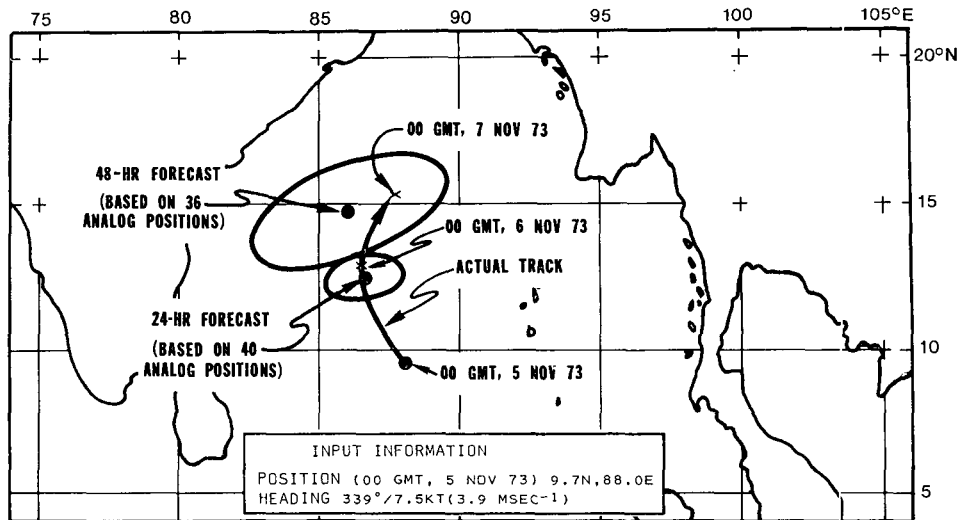 75 80 85 90 95 100 105°E
20°N
00 GMT, 7 NOV 73
48-HR FORECAST
(BASED ON 36
ANALOG POSITIONS)
15
00 GMT, 6 NOV 73
ACTUAL TRACK
24-HR FORECAST
(BASED ON 40
ANALOG POSITIONS)
10
00 GMT, 5 NOV 73
INPUT INFORMATION
POSITION (00 GMT, 5 NOV 73) 9.7N,88.0E
HEADING 339°/7.5KT(3.9 MSEC-1)
5